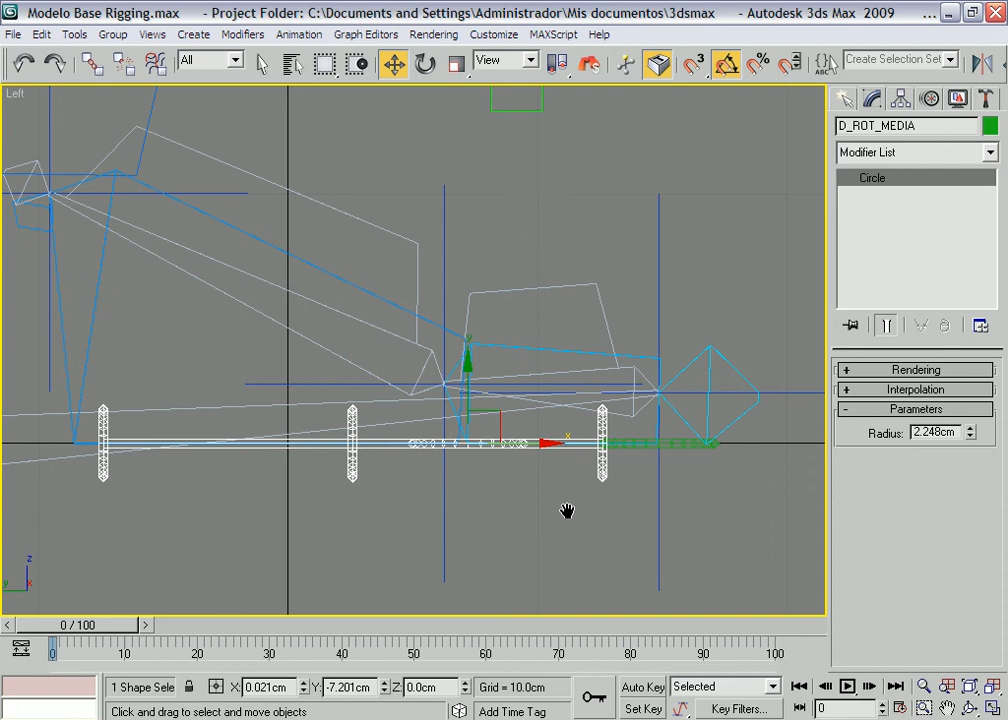 Modelo Base Rigging.max - Project Folder: C:\Documents and Settings\Administrador\Mis documentos\3dsmax - Autodesk 3ds Max 2009 ...
File Edit Tools Group Views Create Modifiers Animation Graph Editors Rendering Customize MAXScript Help
All View 3 % ABC Create Selection Set
Left
D_ROT_MEDIA
Modifier List
Circle
+ Rendering
+ Interpolation
- Parameters
Radius: 2.248cm
y
x
z
y x
< 0 / 100 >
0 10 20 30 40 50 60 70 80 90 100
1 Shape Sele X: 0.021cm Y: -7.201cm Z: 0.0cm Grid = 10.0cm Auto Key Selected
Click and drag to select and move objects Add Time Tag Set Key Key Filters... 0